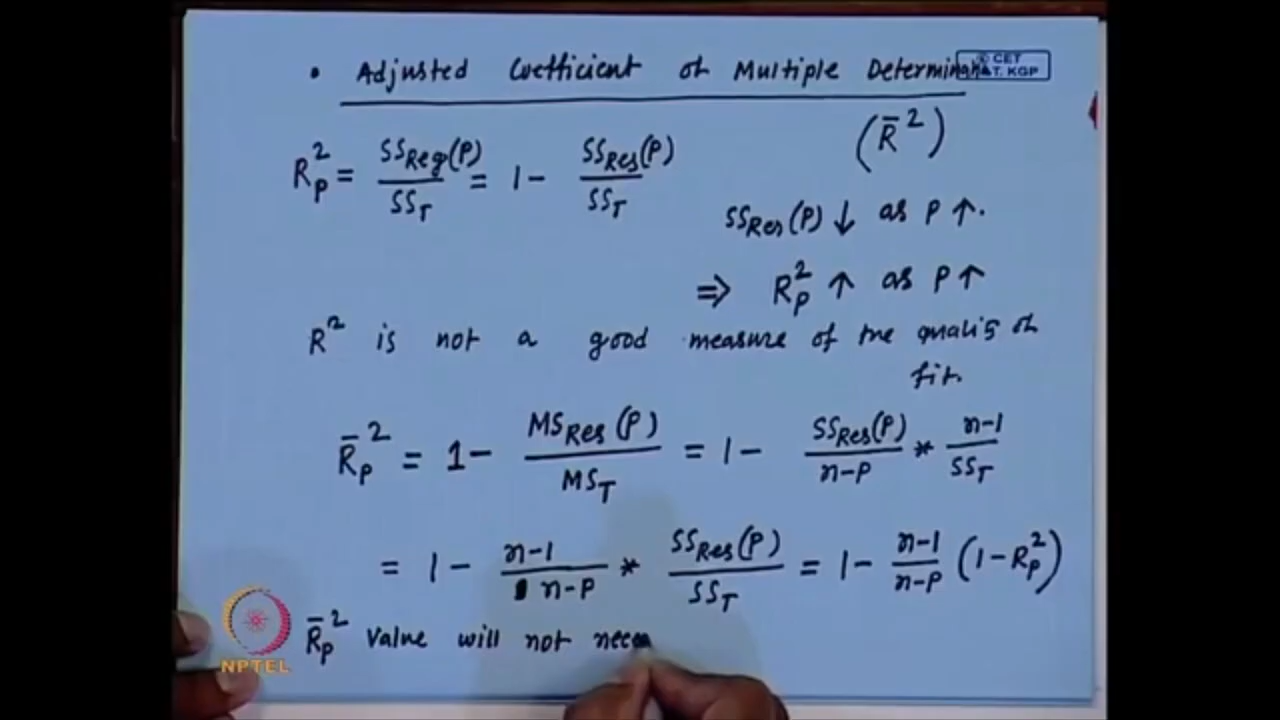 • Adjusted Coefficient of Multiple Determina
© CET
I.I.T. KGP
(R̄²)
R_p² = SS_Reg(P) / SS_T = 1 - SS_Res(P) / SS_T
SS_Res(P) ↓ as P ↑.
⇒ R_p² ↑ as P ↑
R² is not a good measure of the quality of
fit.
R̄_p² = 1 - MS_Res(P) / MS_T = 1 - SS_Res(P) / n-P * n-1 / SS_T
= 1 - n-1 / n-P * SS_Res(P) / SS_T = 1 - n-1 / n-P (1-R_p²)
R̄_p² value will not nece
NPTEL